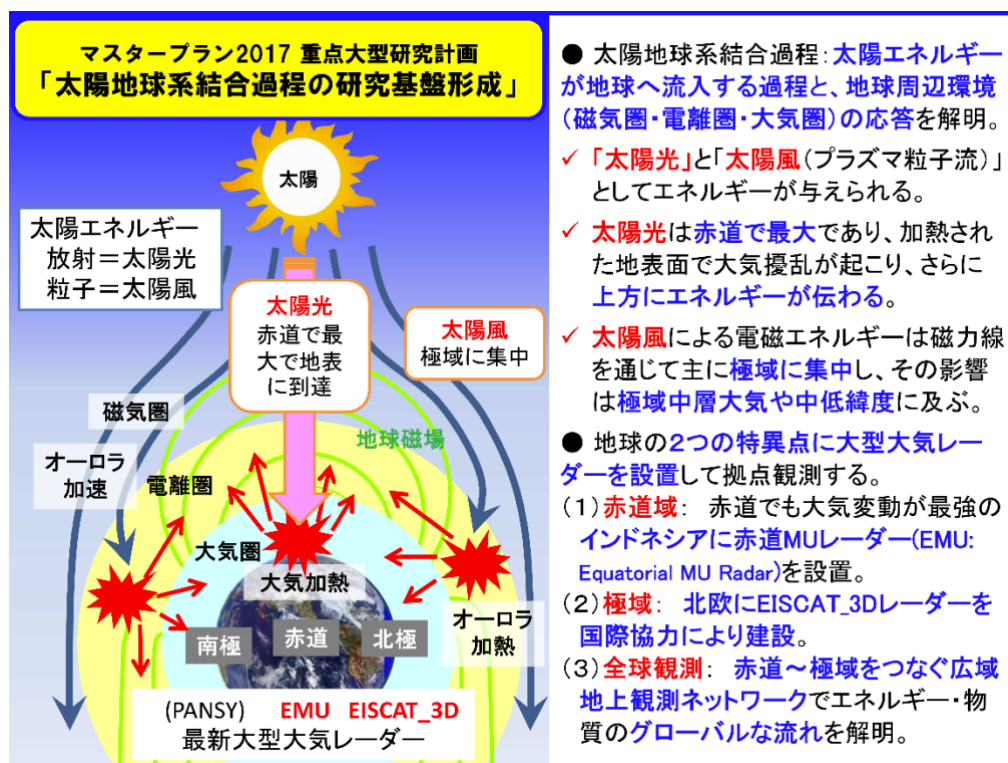 マスタープラン2017 重点大型研究計画
「太陽地球系結合過程の研究基盤形成」
太陽
太陽エネルギー
放射＝太陽光
粒子＝太陽風
太陽光
赤道で最
大で地表
に到達
太陽風
極域に集中
磁気圏
地球磁場
オーロラ
加速
電離圏
大気圏
大気加熱
オーロラ
加熱
南極
赤道
北極
(PANSY) EMU EISCAT_3D
最新大型大気レーダー
● 太陽地球系結合過程：太陽エネルギー
が地球へ流入する過程と、地球周辺環境
（磁気圏・電離圏・大気圏）の応答を解明。
✓ 「太陽光」と「太陽風（プラズマ粒子流）」
としてエネルギーが与えられる。
✓ 太陽光は赤道で最大であり、加熱され
た地表面で大気擾乱が起こり、さらに
上方にエネルギーが伝わる。
✓ 太陽風による電磁エネルギーは磁力線
を通じて主に極域に集中し、その影響
は極域中層大気や中低緯度に及ぶ。
● 地球の２つの特異点に大型大気レー
ダーを設置して拠点観測する。
（１）赤道域： 赤道でも大気変動が最強の
インドネシアに赤道MUレーダー(EMU:
Equatorial MU Radar)を設置。
（２）極域： 北欧にEISCAT_3Dレーダーを
国際協力により建設。
（３）全球観測： 赤道～極域をつなぐ広域
地上観測ネットワークでエネルギー・物
質のグローバルな流れを解明。